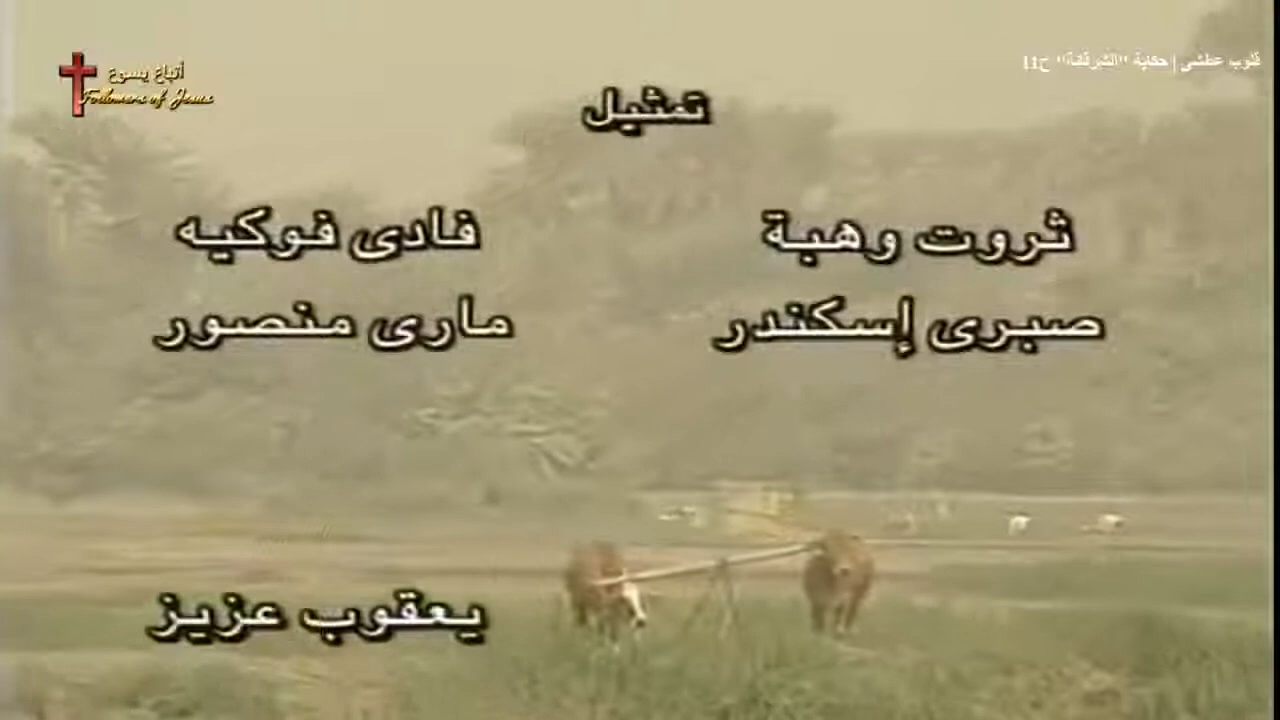 قلوب عطشى | حكاية "الشرقانة" ح11
أتباع يسوع
Followers of Jesus
تمثيل
ثروت وهبة
فادى فوكيه
صبرى إسكندر
مارى منصور
يعقوب عزيز